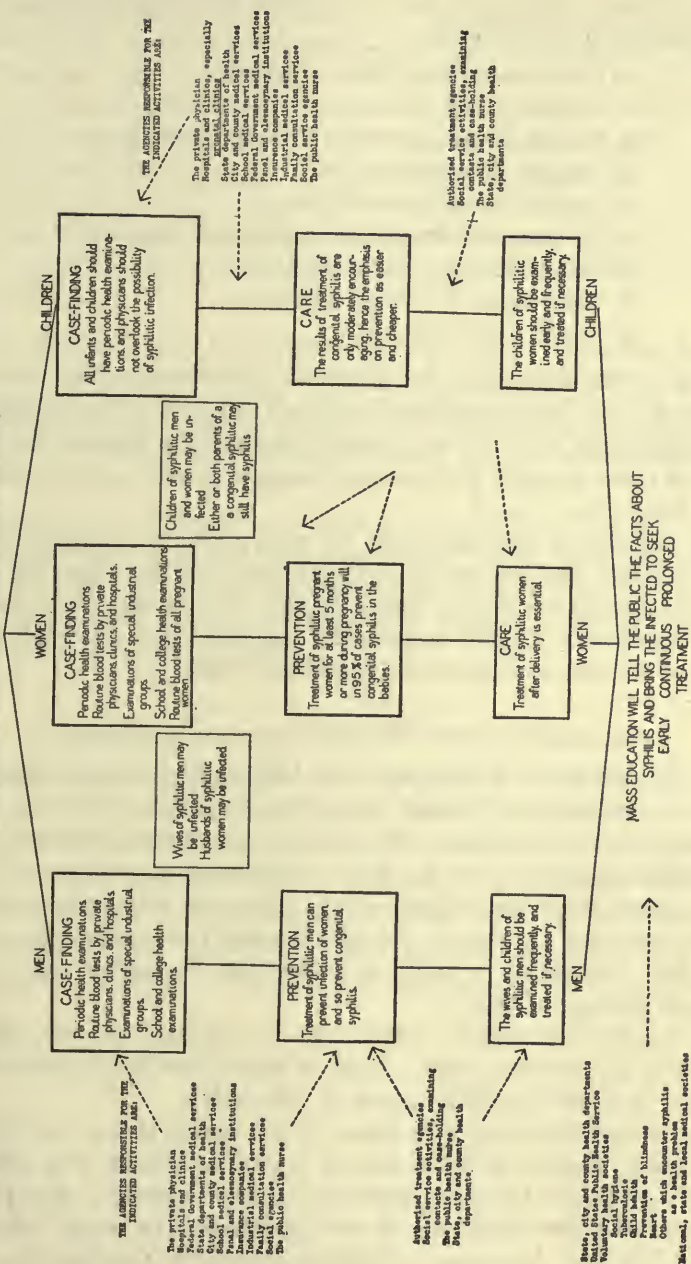 MEN
WOMEN
CHILDREN
THE AGENCIES RESPONSIBLE FOR THE
INDICATED ACTIVITIES ARE:
The private physician
Hospitals and clinics
Federal Government medical services
State departments of health
City and county medical services
School medical services
Penal and eleemosynary institutions
Insurance companies
Industrial medical services
Family consultation services
Social agencies
The public health nurse
CASE-FINDING
Periodic health examinations.
Routine blood tests by private
physicians, clinics, and hospitals.
Examinations of special industrial
groups.
School and college health
examinations.
Wives of syphilitic men may
be infected
Husbands of syphilitic
women may be infected
CASE-FINDING
Periodic health examinations
Routine blood tests by private
physicians, clinics, and hospitals.
Examinations of special industrial
groups.
School and college health examinations
Routine blood tests of all pregnant
women
Children of syphilitic men
and women may be in-
fected
Either or both parents of a
congenital syphilitic may
still have syphilis
CASE-FINDING
All infants and children should
have periodic health examina-
tions, and physicians should
not overlook the possibility
of syphilitic infection.
THE AGENCIES RESPONSIBLE FOR THE
INDICATED ACTIVITIES ARE:
The private physician
Hospitals and clinics, especially
prenatal clinics
State departments of health
City and county medical services
School medical services
Federal Government medical services
Penal and eleemosynary institutions
Insurance companies
Industrial medical services
Family consultation services
Social service agencies
The public health nurse
PREVENTION
Treatment of syphilitic men can
prevent infection of women,
and so prevent congenital
syphilis.
PREVENTION
Treatment of syphilitic pregnant
women for at least 5 months
or more during pregnancy will
in 95% of cases prevent
congenital syphilis in the
babies.
CARE
The results of treatment of
congenital syphilis are
only moderately encour-
aging, hence the emphasis
on prevention as easier
and cheaper.
Authorized treatment agencies
Social service activities, examining
contacts and case-holding
The public health nurse
State, city and county health
departments
Authorized treatment agencies
Social service activities, examining
contacts and case-holding
The public health nurse
State, city and county health
departments
The wives and children of
syphilitic men should be
examined frequently, and
treated if necessary.
CARE
Treatment of syphilitic women
after delivery is essential
The children of syphilitic
women should be exam-
ined early and frequently,
and treated if necessary.
MEN
WOMEN
CHILDREN
State, city and county health departments
United States Public Health Service
Voluntary health societies
Social hygiene
Tuberculosis
Child health
Prevention of blindness
Heart
Others which encounter syphilis
as a health problem
National, state and local medical societies
MASS EDUCATION WILL TELL THE PUBLIC THE FACTS ABOUT
SYPHILIS AND BRING THE INFECTED TO SEEK
EARLY CONTINUOUS PROLONGED
TREATMENT